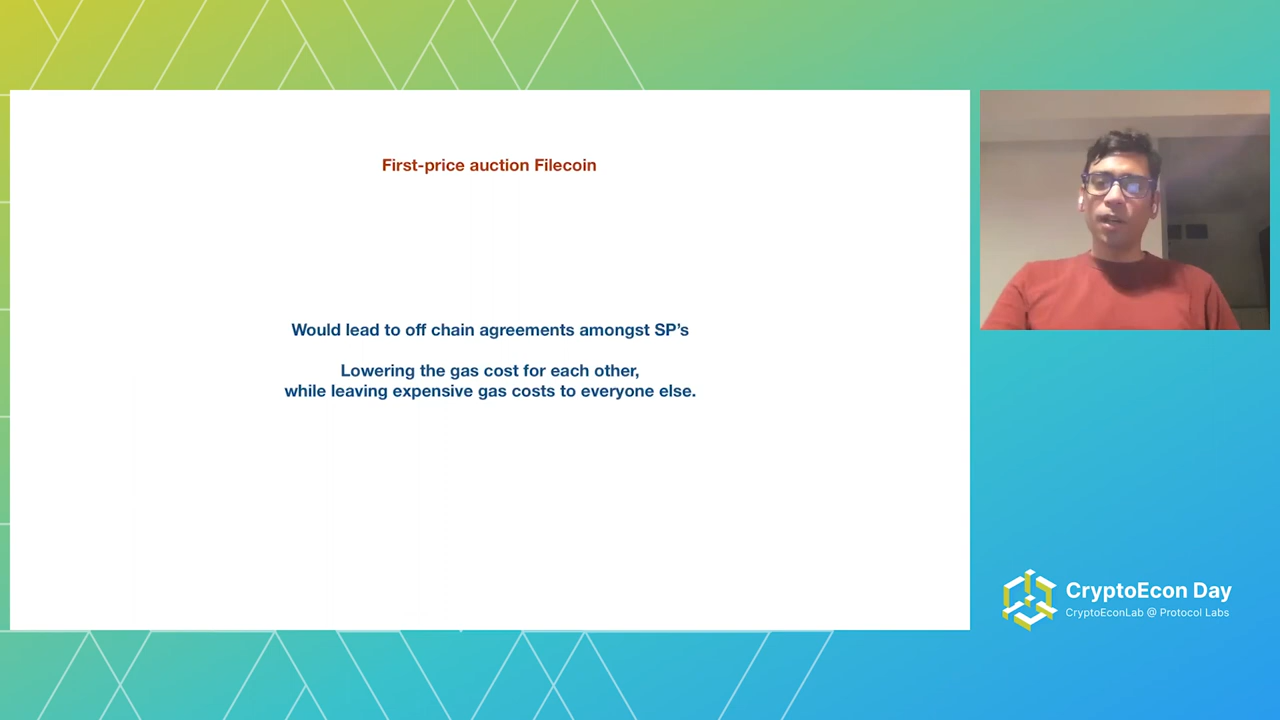 First-price auction Filecoin
Would lead to off chain agreements amongst SP’s
Lowering the gas cost for each other,
while leaving expensive gas costs to everyone else.
CryptoEcon Day
CryptoEconLab @ Protocol Labs